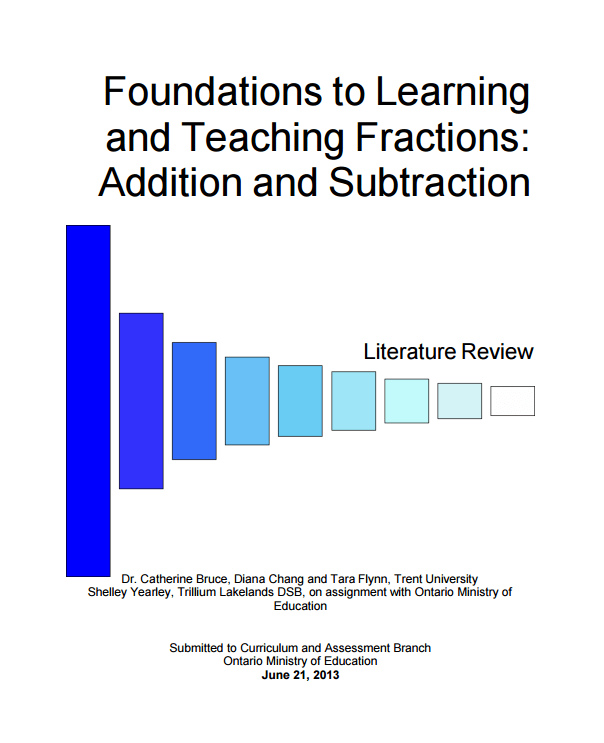 Foundations to Learning
and Teaching Fractions:
Addition and Subtraction
Literature Review
Dr. Catherine Bruce, Diana Chang and Tara Flynn, Trent University
Shelley Yearley, Trillium Lakelands DSB, on assignment with Ontario Ministry of
Education
Submitted to Curriculum and Assessment Branch
Ontario Ministry of Education
June 21, 2013